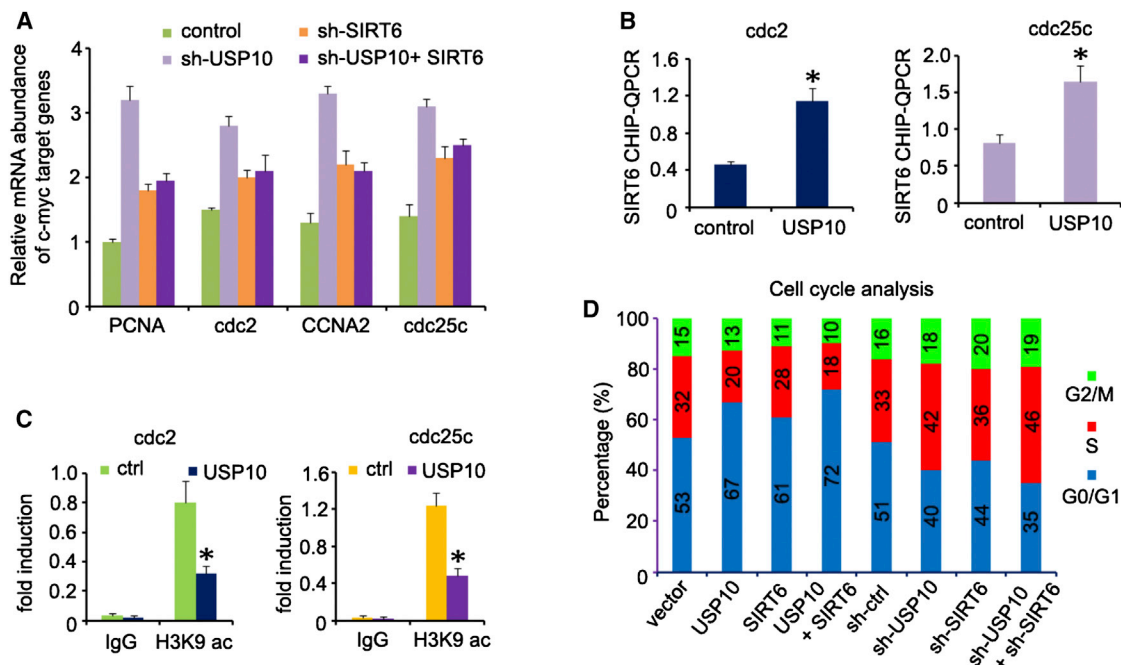 A
control
sh-SIRT6
sh-USP10
sh-USP10+ SIRT6
Relative mRNA abundance
of c-myc target genes
4
3
2
1
0
PCNA cdc2 CCNA2 cdc25c
B
cdc2
SIRT6 CHIP-QPCR
1.6
1.2
0.8
0.4
0.0
*
control USP10
cdc25c
SIRT6 CHIP-QPCR
2.0
1.5
1.0
0.5
0.0
*
control USP10
C
cdc2
ctrl USP10
fold induction
1.0
0.8
0.6
0.4
0.2
0.0
*
IgG H3K9 ac
cdc25c
ctrl USP10
fold induction
1.6
1.2
0.8
0.4
0.0
*
IgG H3K9 ac
D
Cell cycle analysis
Percentage (%)
100
80
60
40
20
0
15 13 11 10 16 18 20 19
32 20 28 18 33 42 36 46
53 67 61 72 51 40 44 35
vector
USP10
SIRT6
USP10
+ SIRT6
sh-ctrl
sh-USP10
sh-SIRT6
sh-USP10
+ sh-SIRT6
G2/M
S
G0/G1